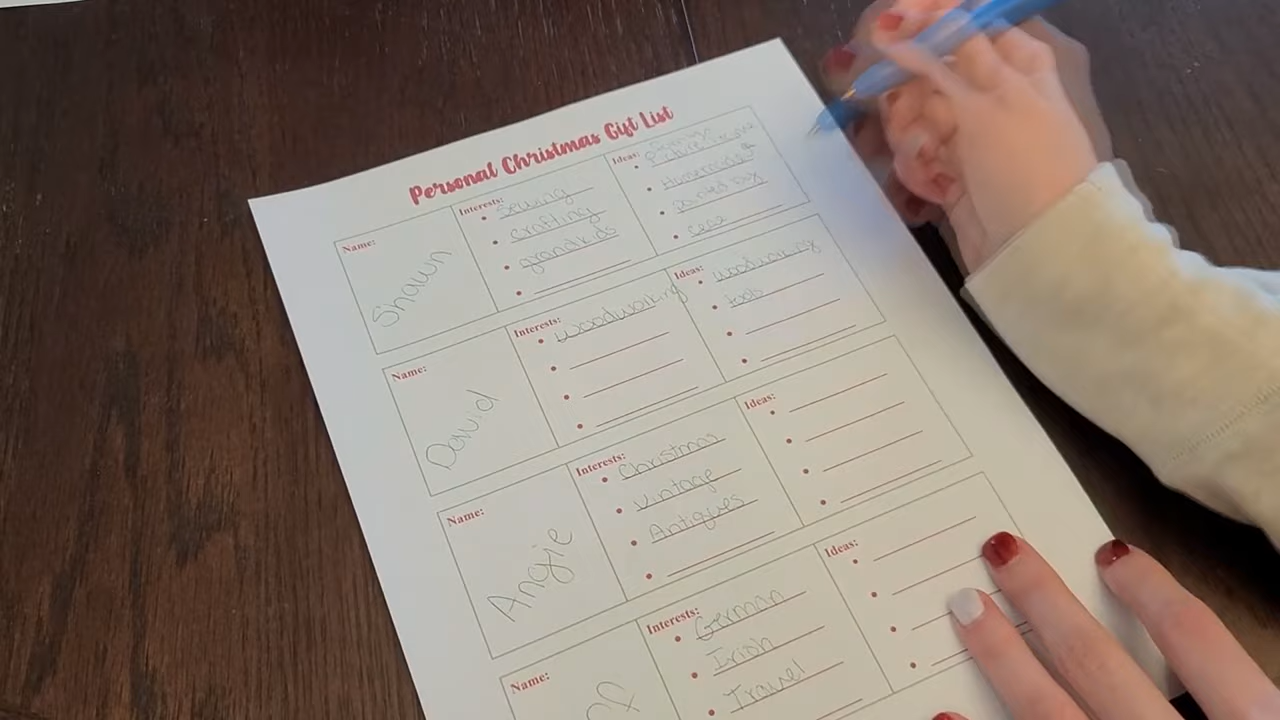 Personal Christmas Gift List
Name:
Shawn
Interests:
Sewing
crafting
grandkids
Ideas:
Homemade
case
Name:
David
Interests:
woodworking
Ideas:
woodworking
tools
Name:
Angie
Interests:
Christmas
vintage
Antiques
Ideas:
Name:
Interests:
German
Irish
Travel
Ideas: